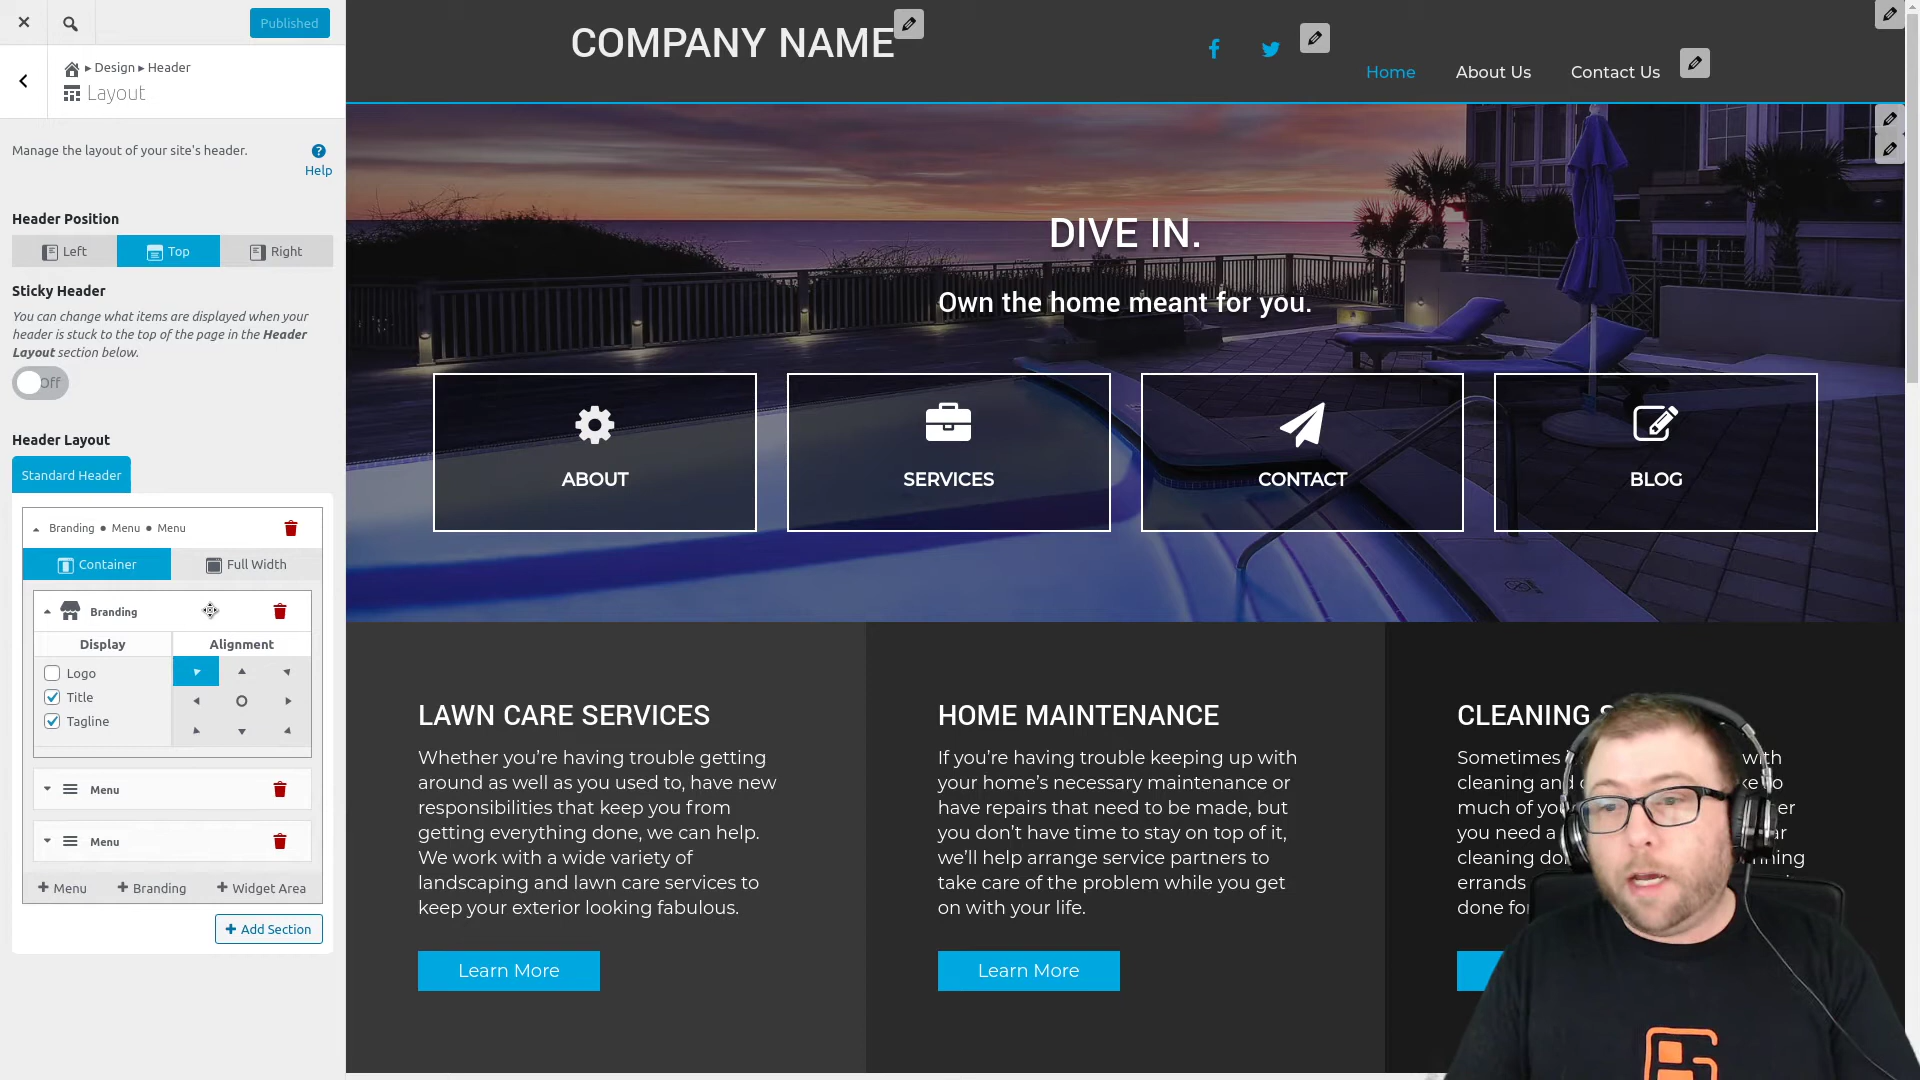 Published
▸ Design ▸ Header
Layout
Manage the layout of your site's header.
Help
Header Position
Left
Top
Right
Sticky Header
You can change what items are displayed when your
header is stuck to the top of the page in the Header
Layout section below.
Off
Header Layout
Standard Header
Branding ● Menu ● Menu
Container
Full Width
Branding
Display
Alignment
Logo
Title
Tagline
Menu
Menu
+ Menu
+ Branding
+ Widget Area
+ Add Section
COMPANY NAME
Home
About Us
Contact Us
DIVE IN.
Own the home meant for you.
ABOUT
SERVICES
CONTACT
BLOG
LAWN CARE SERVICES
Whether you’re having trouble getting
around as well as you used to, have new
responsibilities that keep you from
getting everything done, we can help.
We work with a wide variety of
landscaping and lawn care services to
keep your exterior looking fabulous.
Learn More
HOME MAINTENANCE
If you’re having trouble keeping up with
your home’s necessary maintenance or
have repairs that need to be made, but
you don’t have time to stay on top of it,
we’ll help arrange service partners to
take care of the problem while you get
on with your life.
Learn More
CLEANING
Sometimes with
cleaning and
much of
you need a
cleaning
errands
done